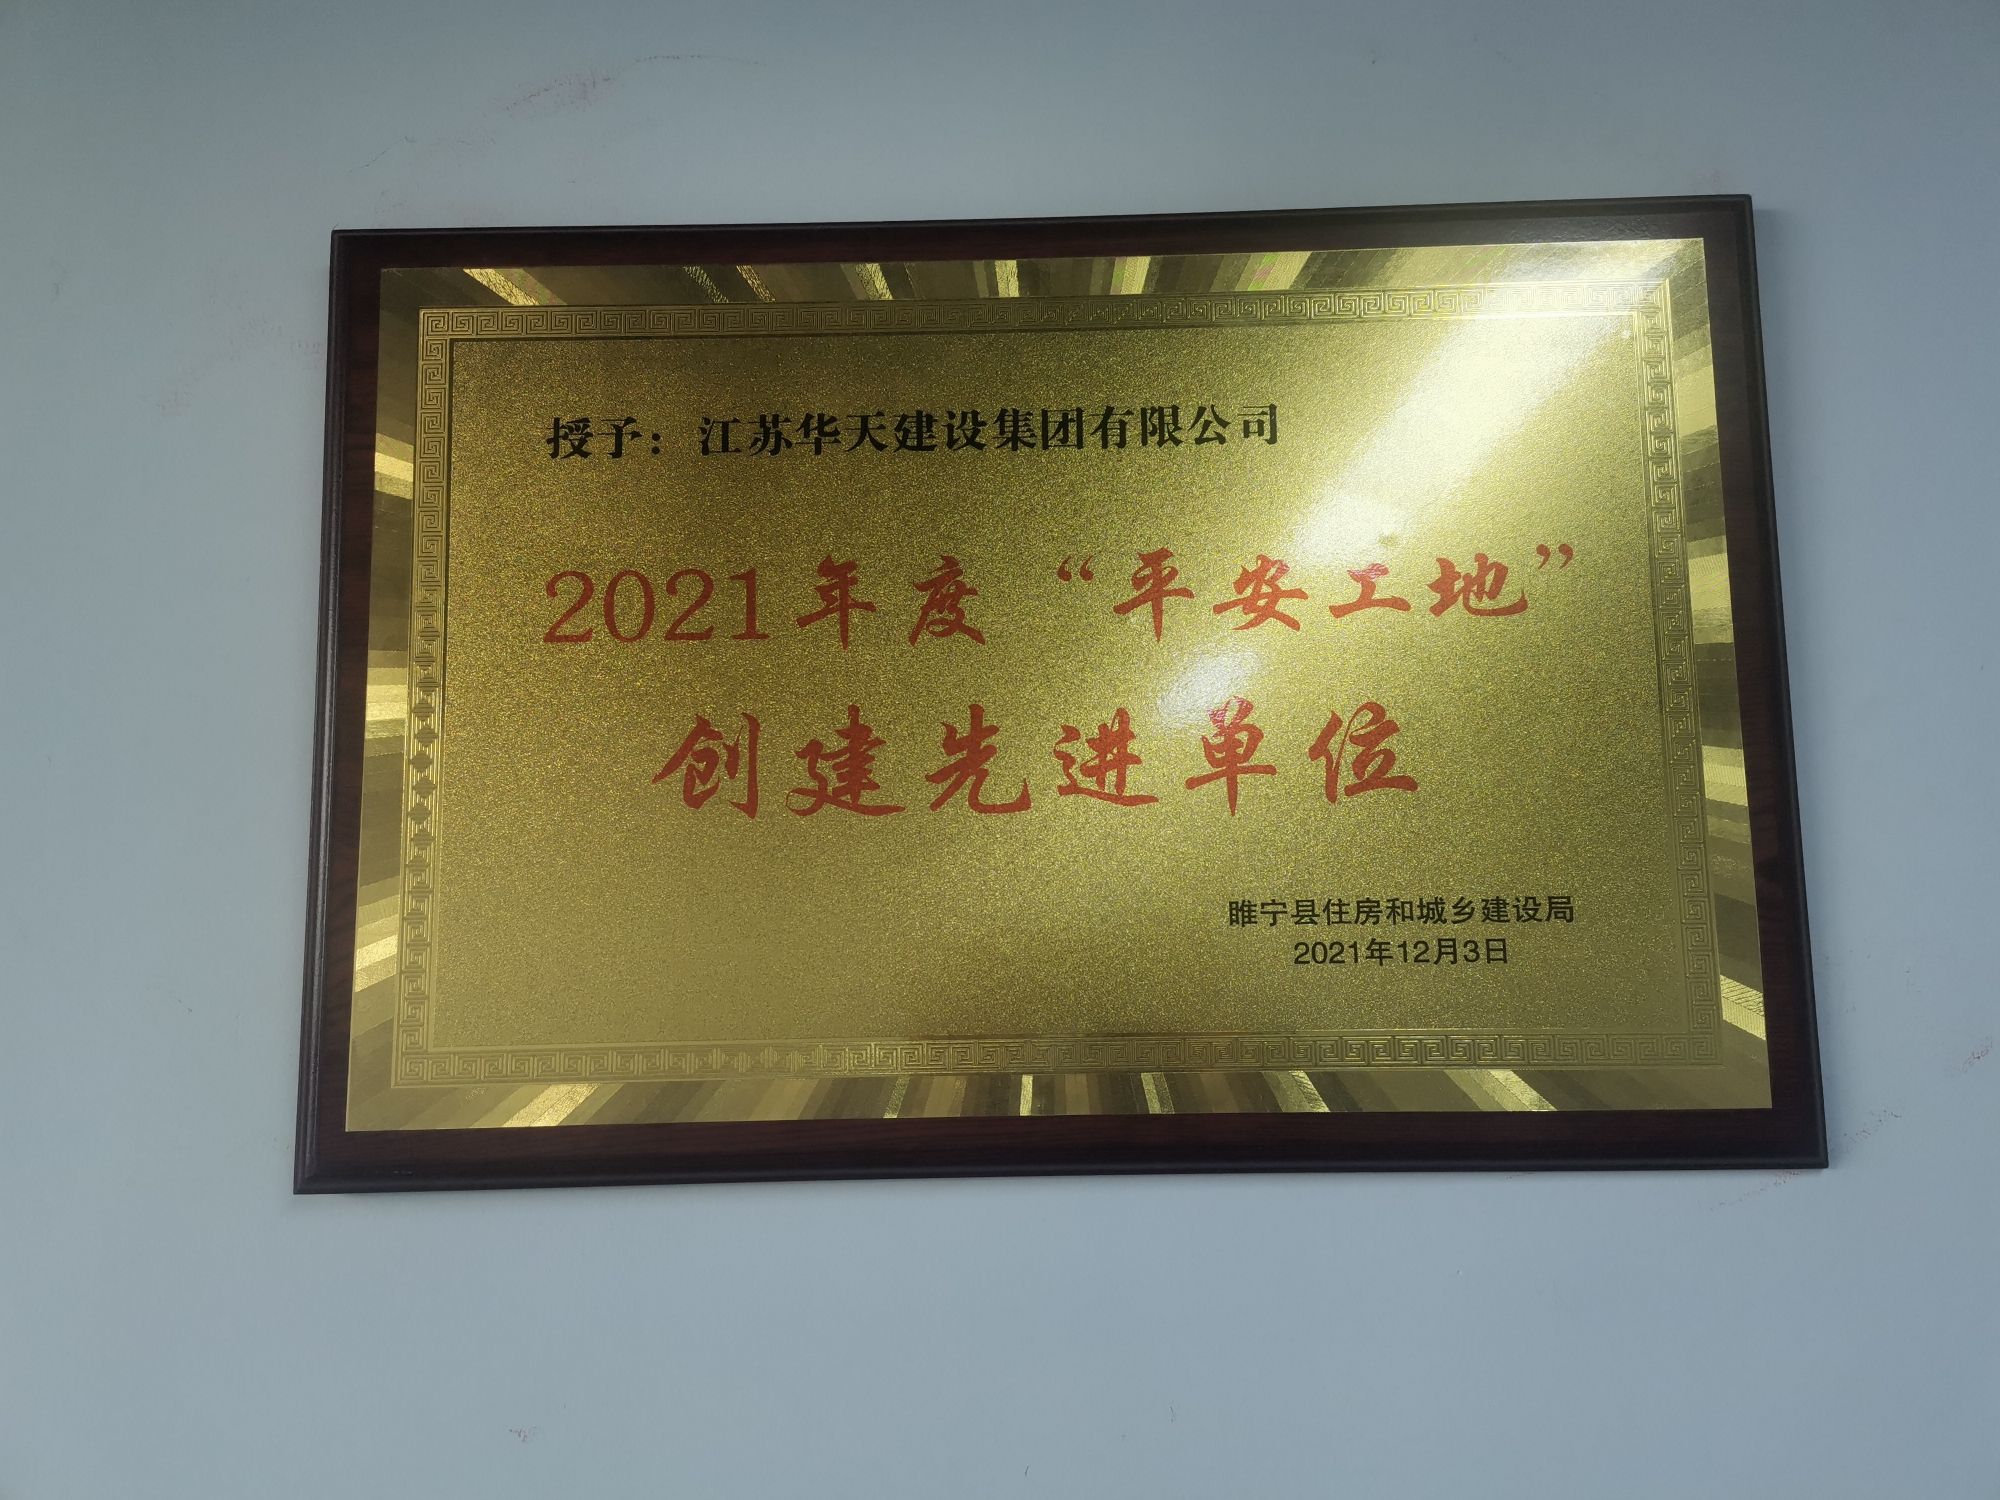 授予：江苏华天建设集团有限公司
2021年度“平安工地”
创建先进单位
睢宁县住房和城乡建设局
2021年12月3日